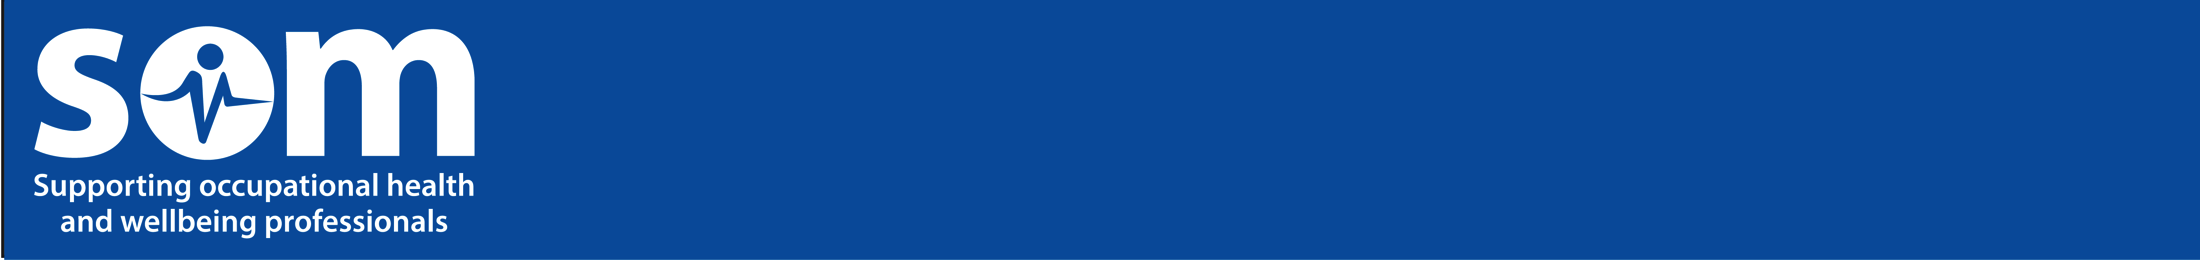 som
Supporting occupational health
and wellbeing professionals